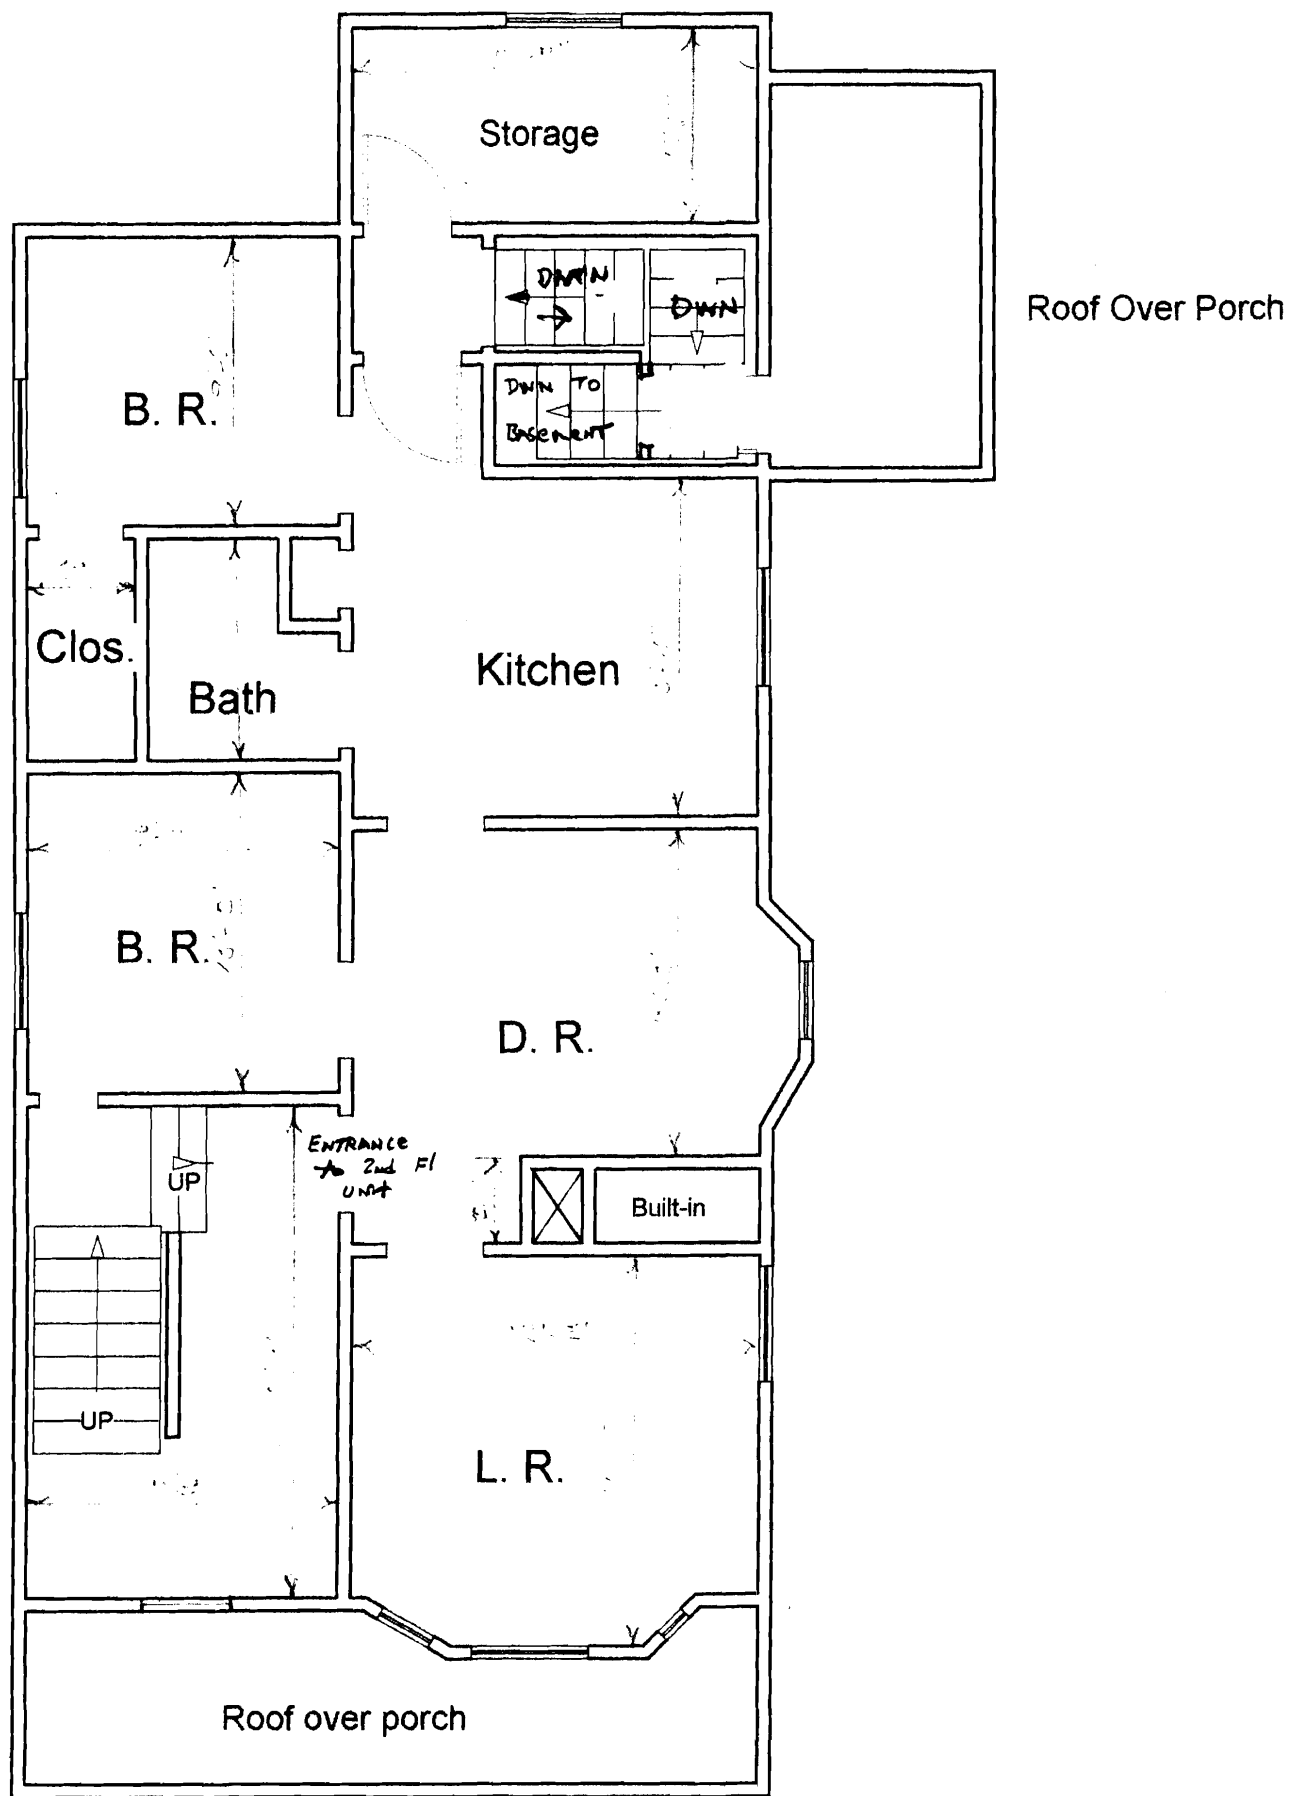 Storage
DWN
DWN
Roof Over Porch
B. R.
DWN TO
BASEMENT
Clos.
Bath
Kitchen
B. R.
D. R.
ENTRANCE
to 2nd Fl
UNIT
UP
Built-in
UP
L. R.
Roof over porch